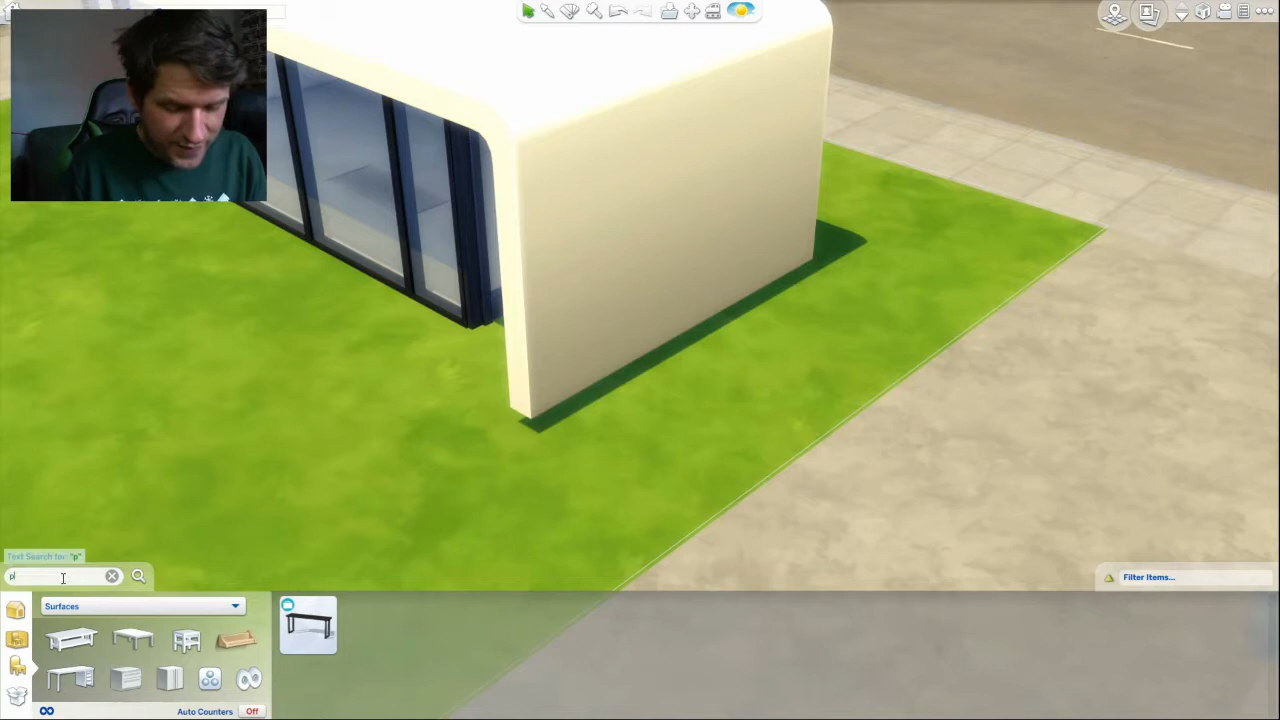 Text Search for: "p"
p
Filter Items...
Surfaces
Auto Counters Off